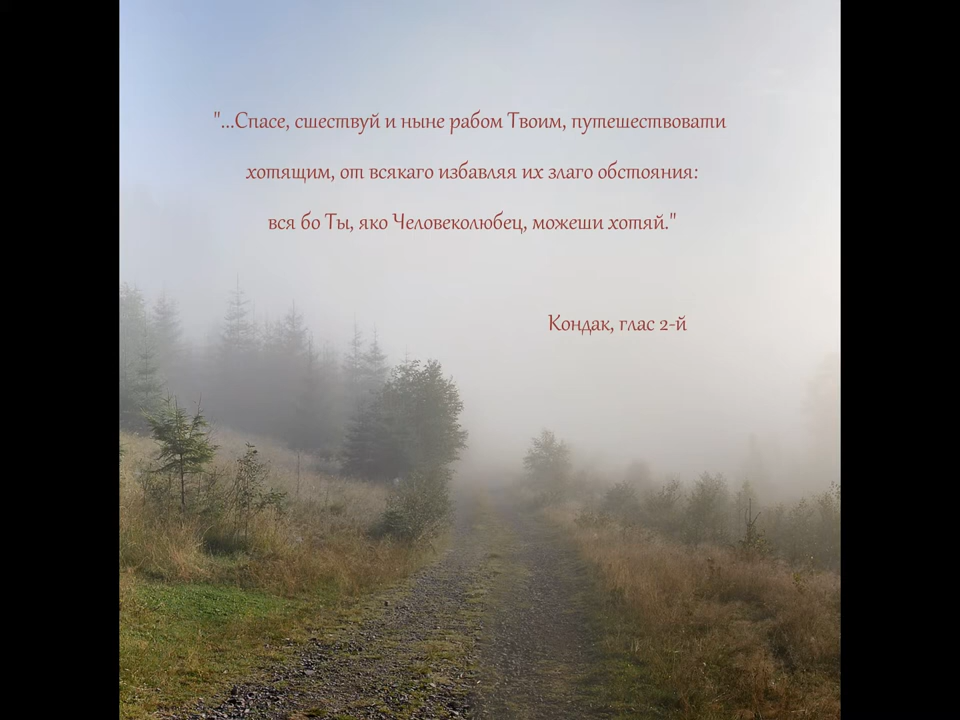 "...Спасе, сшествуй и ныне рабом Твоим, путешествовати
хотящим, от всякаго избавляя их злаго обстояния:
вся бо Ты, яко Человеколюбец, можеши хотяй."
Кондак, глас 2-й